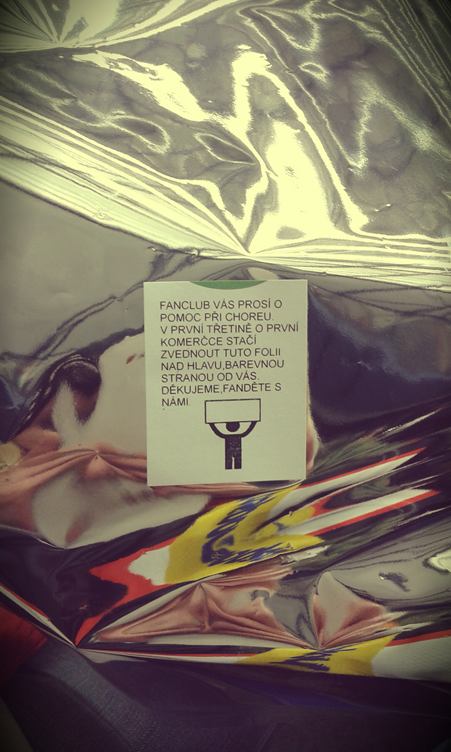 FANCLUB VÁS PROSÍ O
POMOC PŘI CHOREU.
V PRVNÍ TŘETINĚ O PRVNÍ
KOMERČCE STAČÍ
ZVEDNOUT TUTO FOLII
NAD HLAVU,BAREVNOU
STRANOU OD VÁS.
DĚKUJEME,FANDĚTE S
NÁMI.